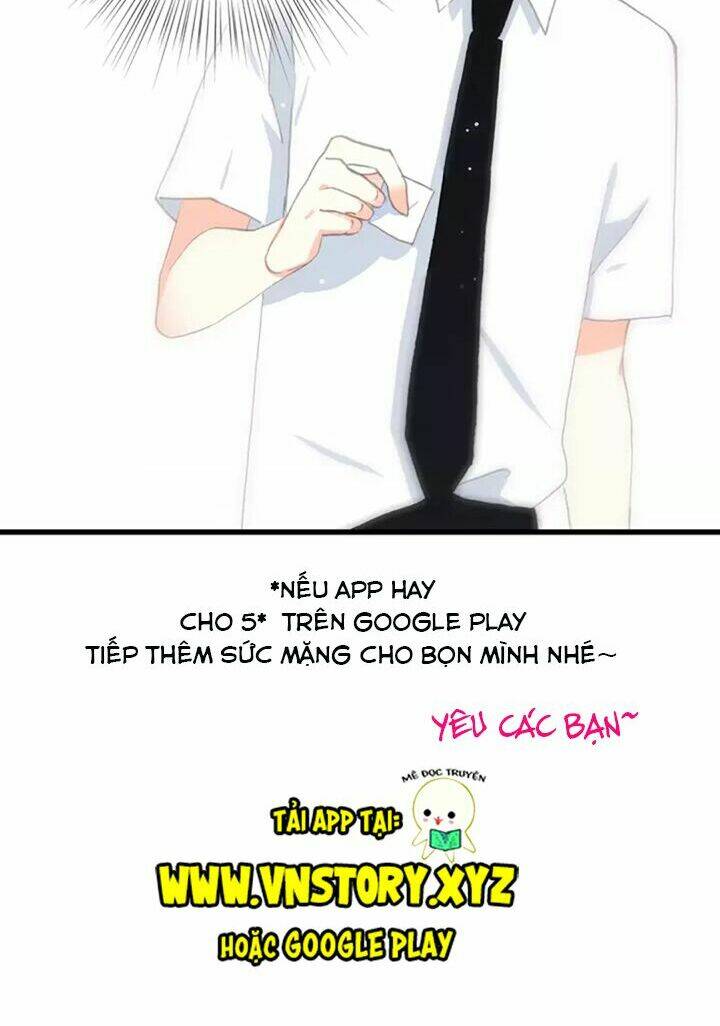 *NẾU APP HAY
CHO 5* TRÊN GOOGLE PLAY
TIẾP THÊM SỨC MẶNG CHO BỌN MÌNH NHÉ~
YÊU CÁC BẠN~
MÊ ĐỌC TRUYỆN
TẢI APP TẠI:
WWW.VNSTORY.XYZ
HOẶC GOOGLE PLAY